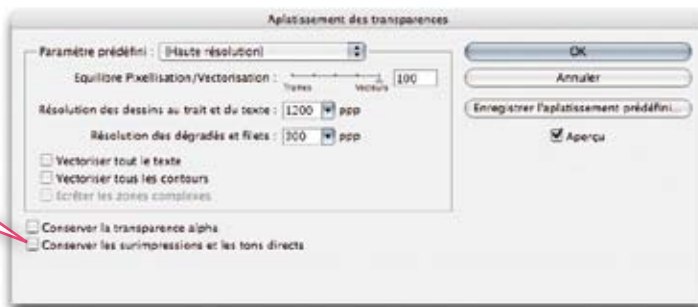 Aplatissement des transparences
Paramètre prédéfini : [Haute résolution]
Equilibre Pixellisation/Vectorisation : 100
Trames Vecteurs
Résolution des dessins au trait et du texte : 1200 ppp
Résolution des dégradés et filets : 300 ppp
Vectoriser tout le texte
Vectoriser tous les contours
Ecrêter les zones complexes
Conserver la transparence alpha
Conserver les surimpressions et les tons directs
OK
Annuler
Enregistrer l'aplatissement prédéfini...
Aperçu